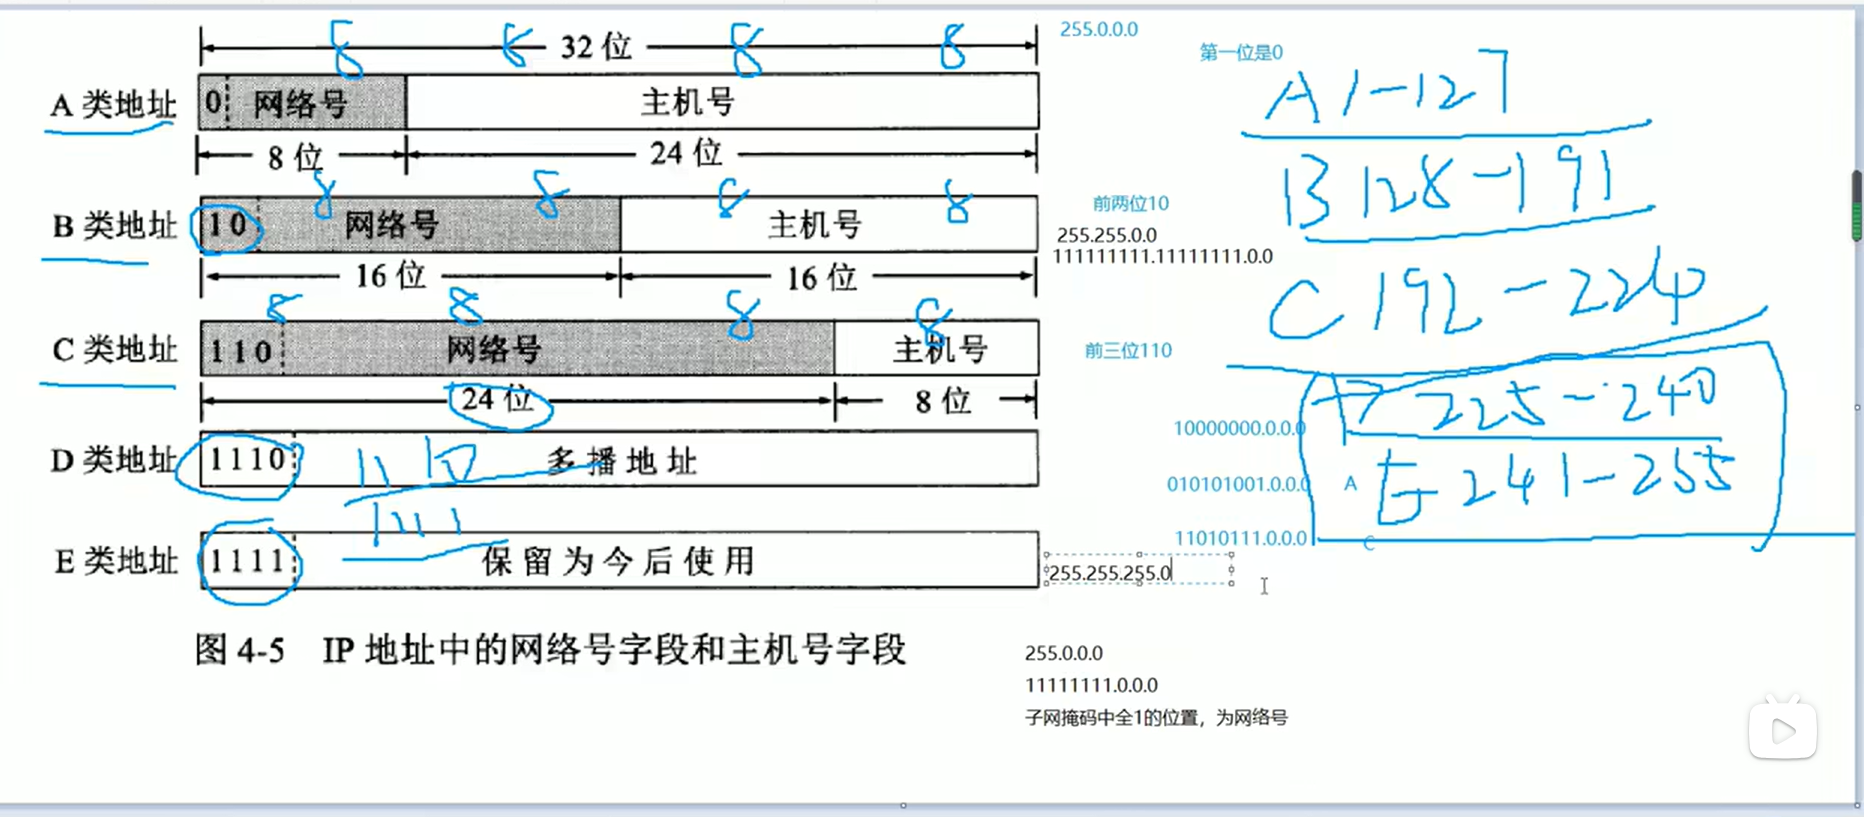 8 8 8 8
32 位
A 类地址 0 网络号 主机号
8 位 24 位
8 8 8 8
B 类地址 10 网络号 主机号
16 位 16 位
8 8 8 8
C 类地址 110 网络号 主机号
24 位 8 位
D 类地址 1110 多播地址
1110
1111
E 类地址 1111 保留为今后使用
图 4-5 IP 地址中的网络号字段和主机号字段
255.0.0.0
第一位是0
前两位10
255.255.0.0
111111111.11111111.0.0
前三位110
10000000.0.0.0
010101001.0.0.0 A
11010111.0.0.0 C
255.255.255.0
255.0.0.0
11111111.0.0.0
子网掩码中全1的位置，为网络号
A 1-127
B 128-191
C 192-224
225-240
E 241-255